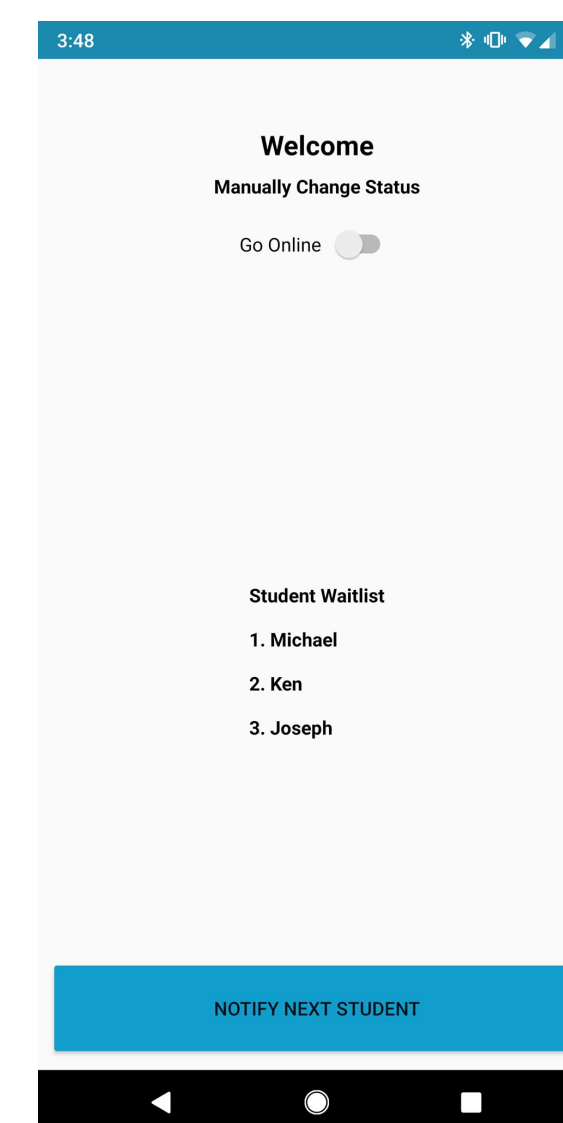 3:48
Welcome
Manually Change Status
Go Online
Student Waitlist
1. Michael
2. Ken
3. Joseph
NOTIFY NEXT STUDENT